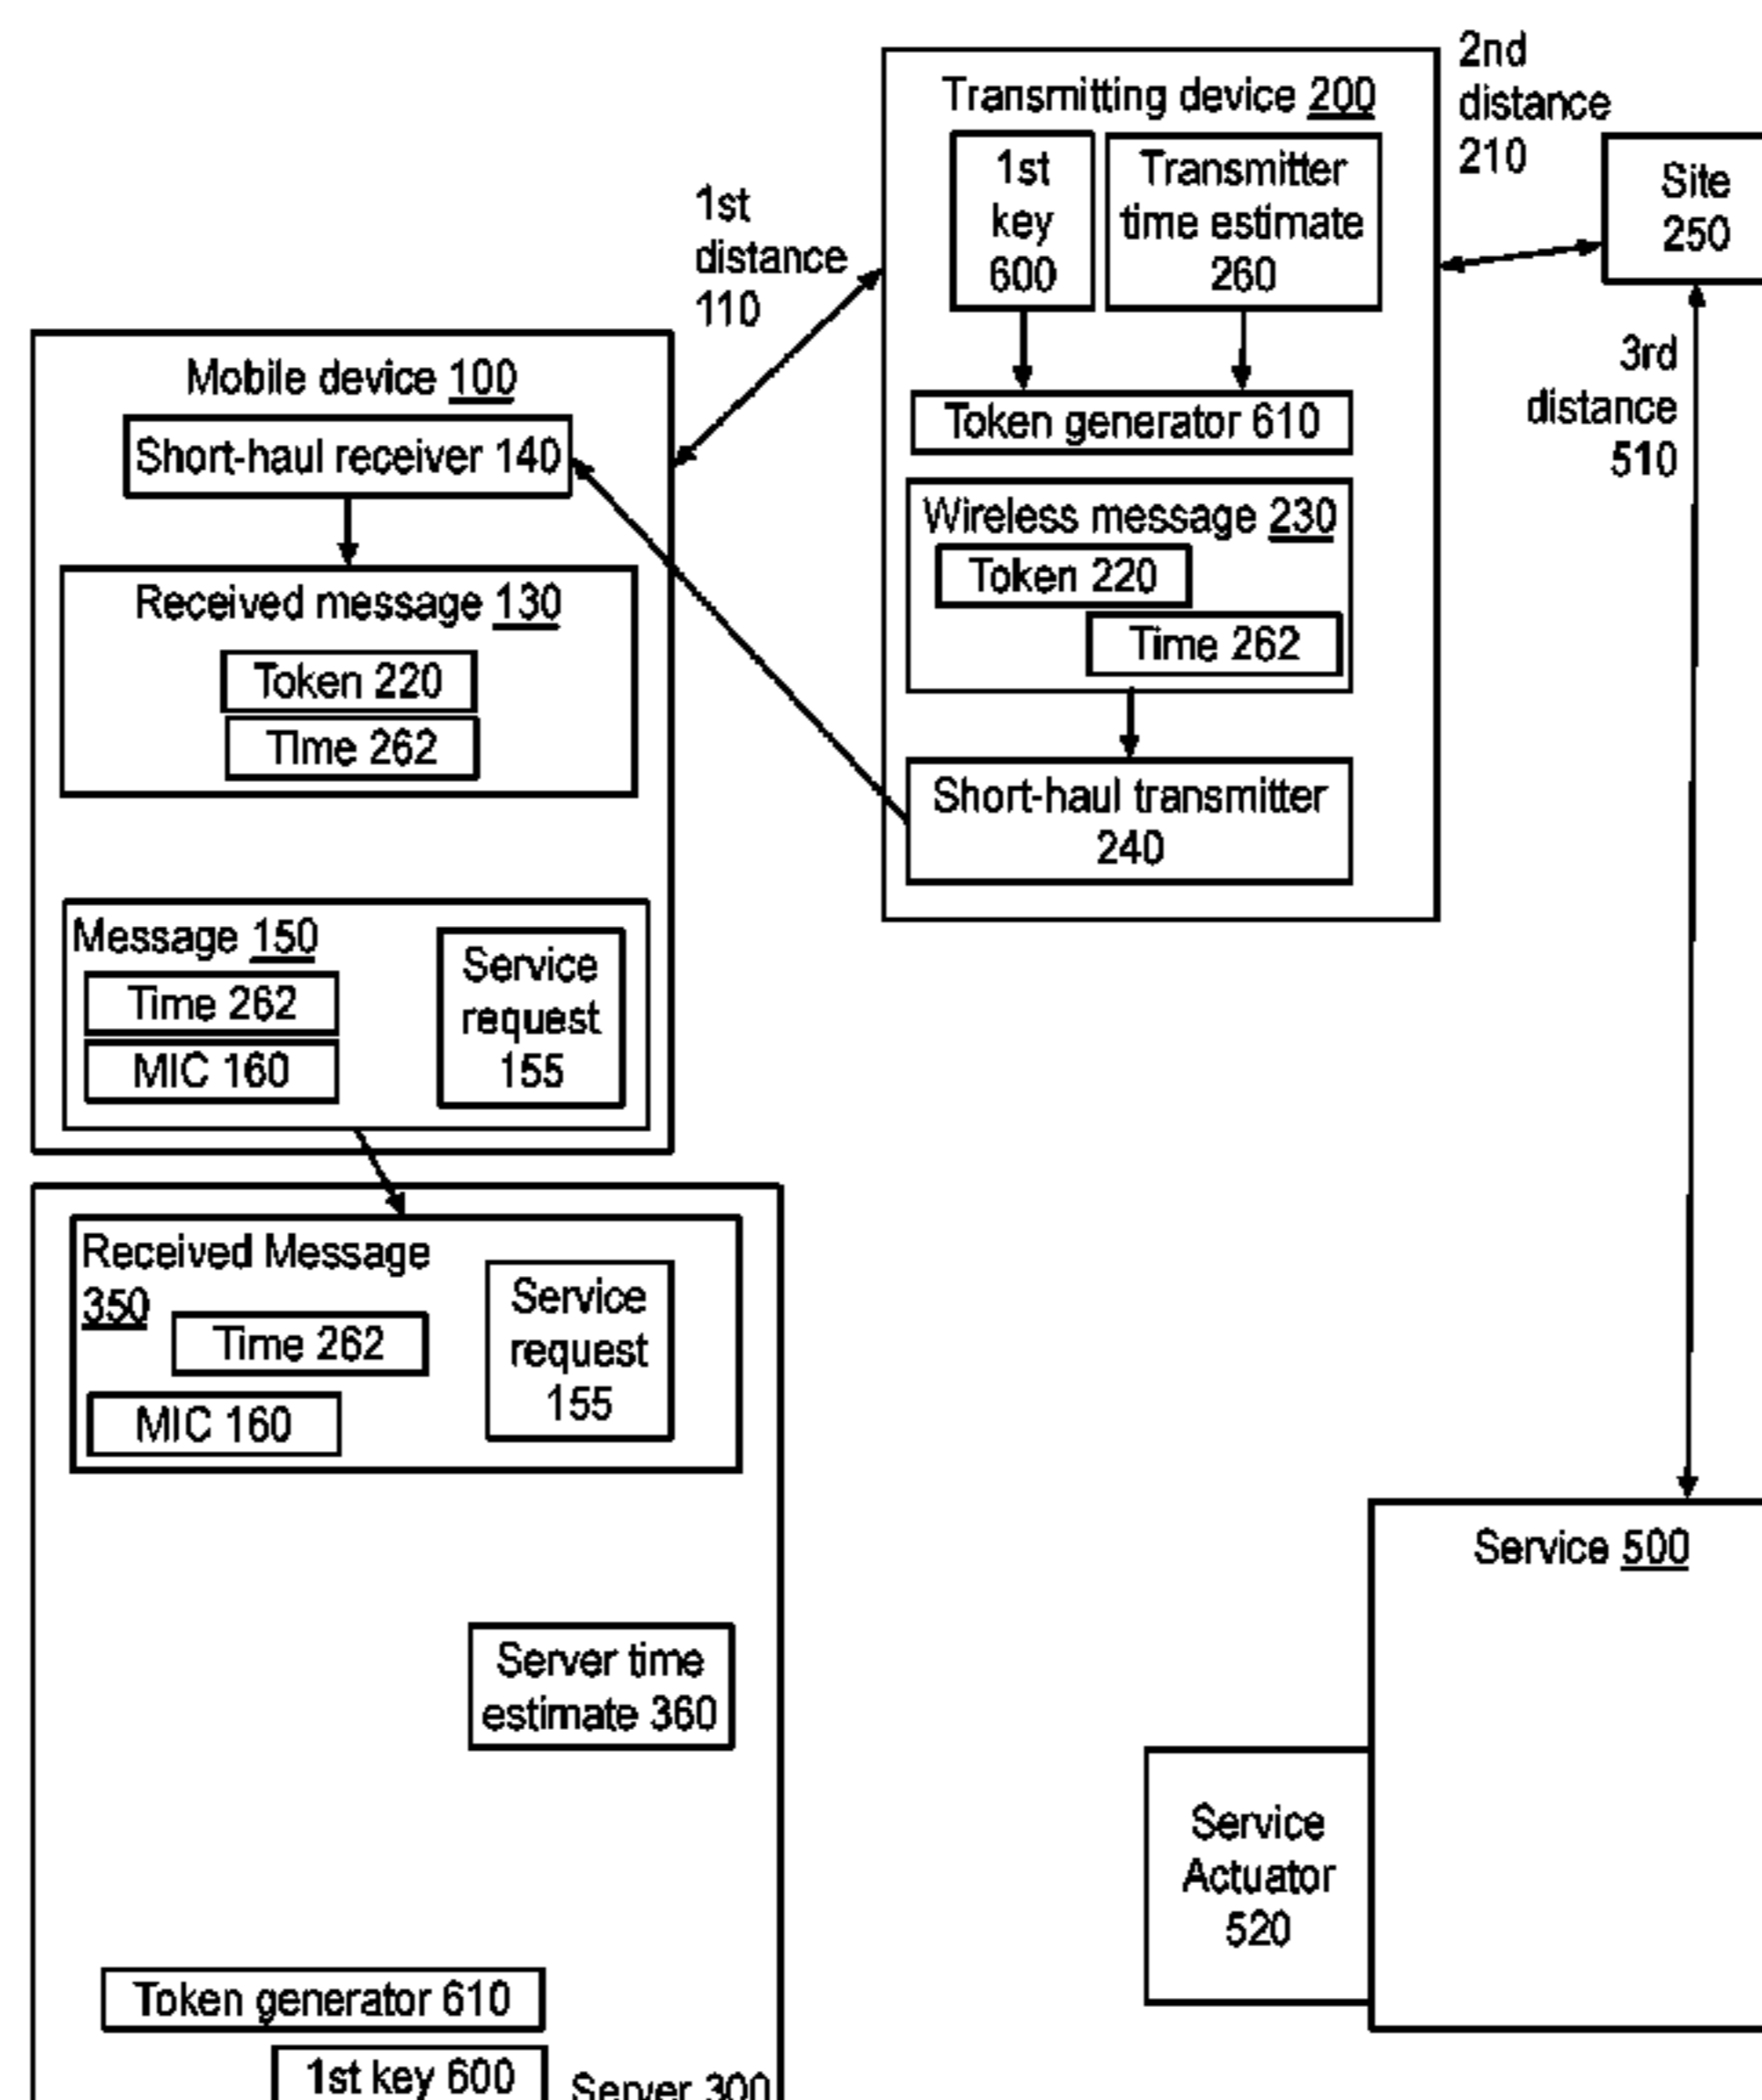 2nd
distance
210
Transmitting device 200
1st
key
600
Transmitter
time estimate
260
Site
250
1st
distance
110
3rd
distance
510
Mobile device 100
Token generator 610
Short-haul receiver 140
Wireless message 230
Token 220
Time 262
Received message 130
Token 220
Time 262
Short-haul transmitter
240
Message 150
Time 262
MIC 160
Service
request
155
Received Message
350
Time 262
MIC 160
Service
request
155
Service 500
Server time
estimate 360
Service
Actuator
520
Token generator 610
1st key 600
Server 300